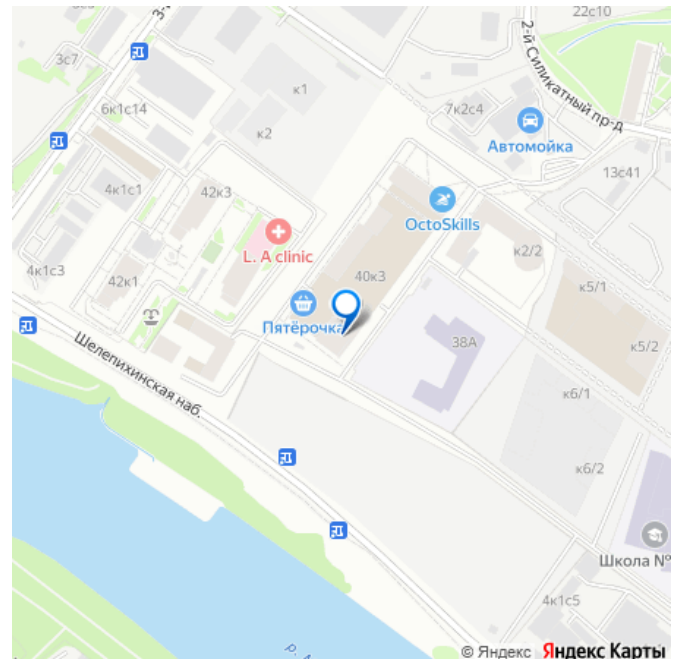 22с10
3с7
к1
6к1с14
2-й Силикатный пр-д
7к2с4
к2
Автомойка
13с41
4к1с1
42к3
OctoSkills
L. A clinic
к2/2
4к1с3
42к1
40к3
к5/1
Пятёрочка
38А
к5/2
Шелепихинская наб.
к6/1
к6/2
Школа №
4к1с5
© Яндекс Яндекс Карты